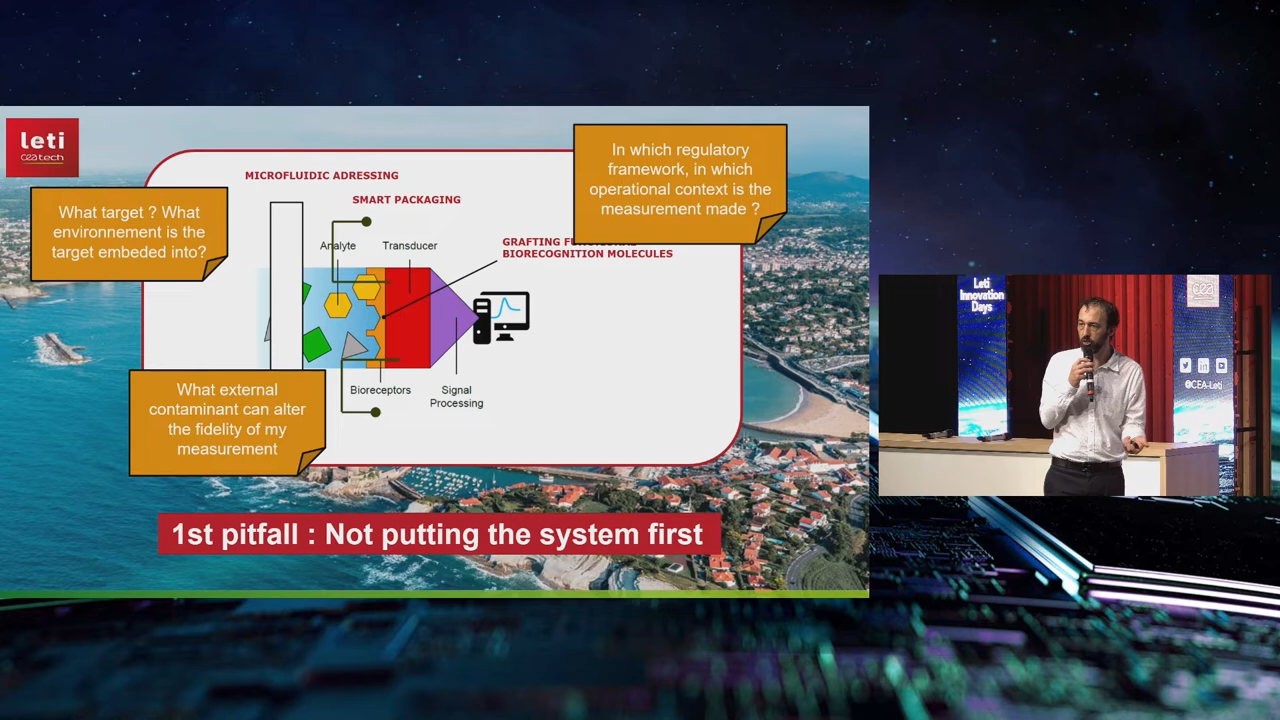 leti
cea tech
MICROFLUIDIC ADRESSING
SMART PACKAGING
In which regulatory
framework, in which
operational context is the
measurement made ?
What target ? What
environnement is the
target embeded into?
Analyte
Transducer
GRAFTING
BIORECOGNITION MOLECULES
What external
contaminant can alter
the fidelity of my
measurement
Bioreceptors
Signal
Processing
1st pitfall : Not putting the system first
Leti
Innovation
Days
cea
@CEA-Leti